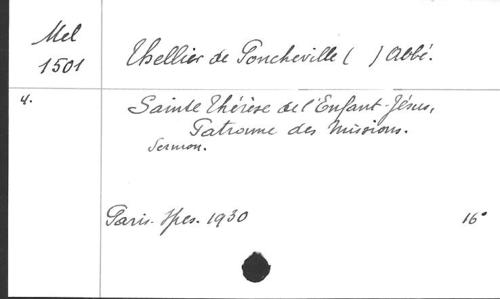 Mel
1501
Thellier de Poncheville ( ) Abbé.
4.
Sainte Thérèse de l'Enfant-Jésus,
Patronne des Missions.
Sermon.
Paris. Spes. 1930
16°